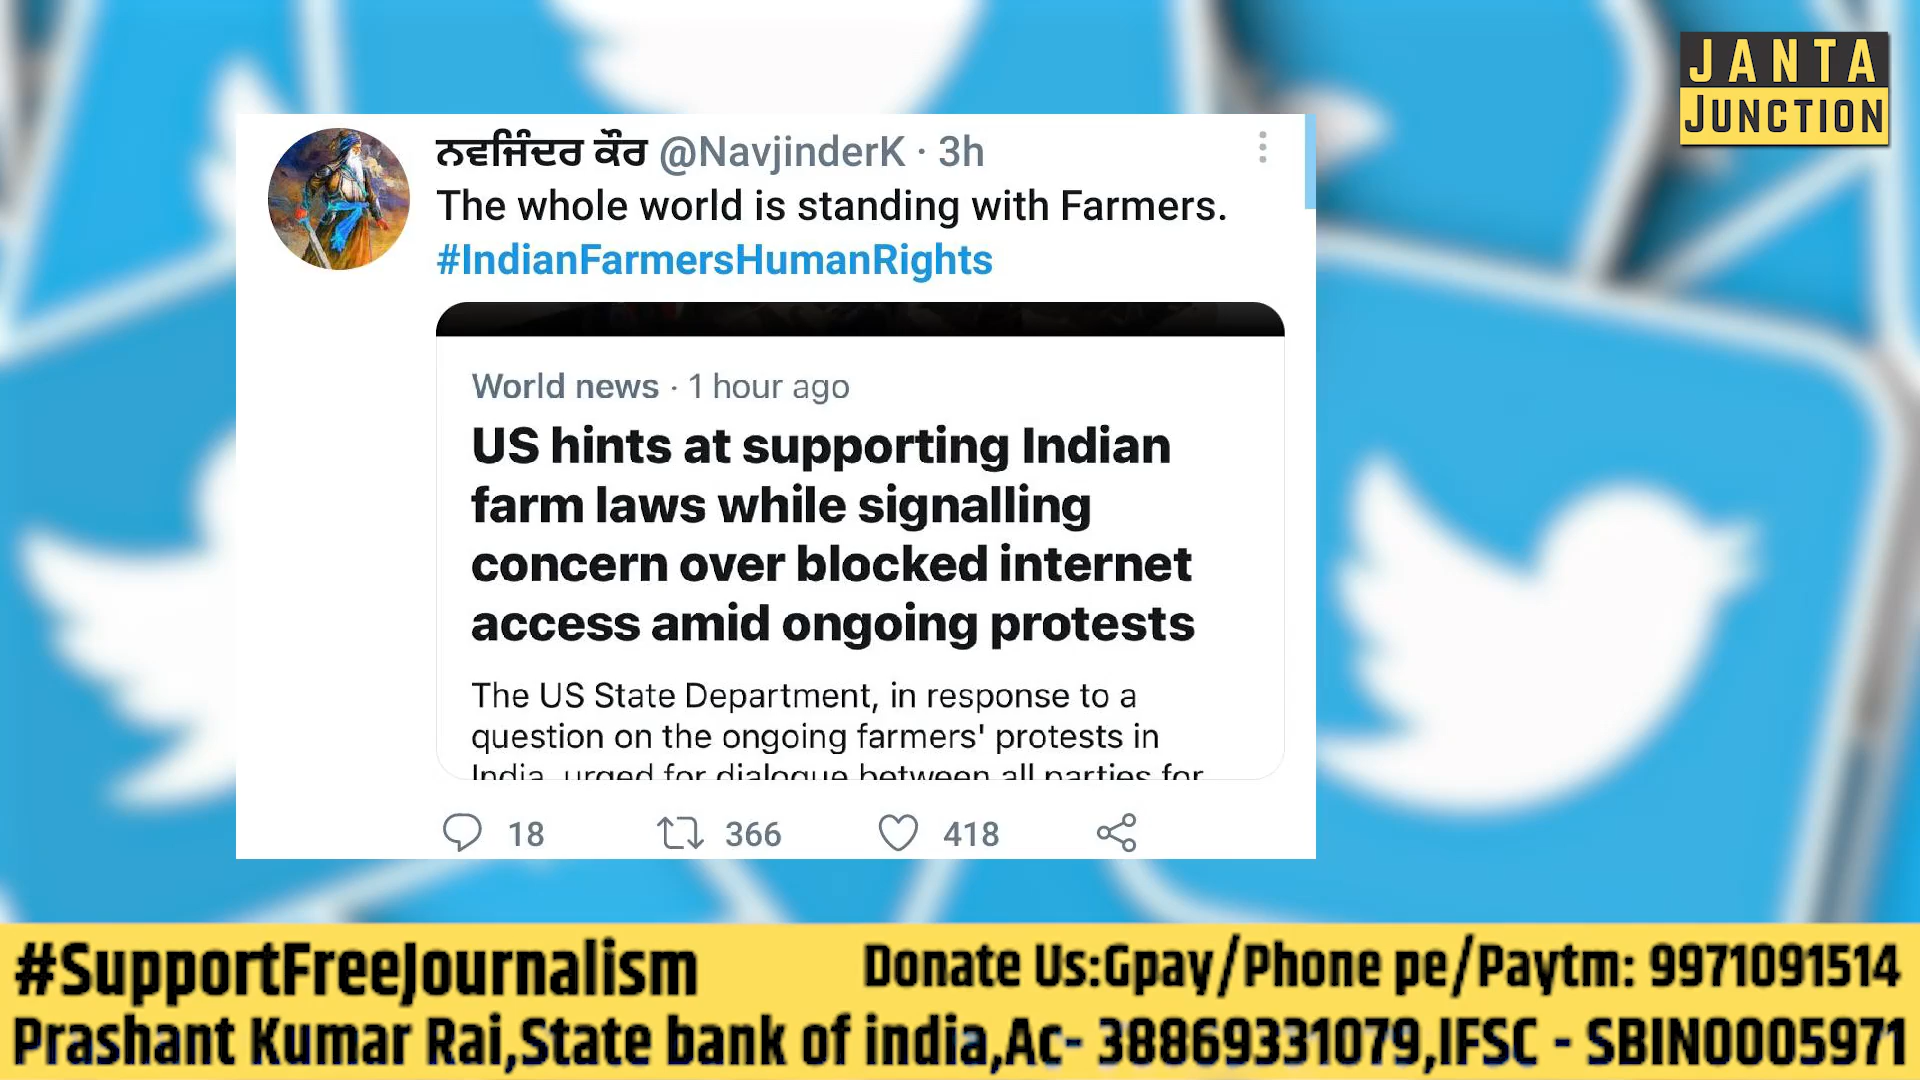 JANTA
JUNCTION
ਨਵਜਿੰਦਰ ਕੌਰ @NavjinderK · 3h
The whole world is standing with Farmers.
#IndianFarmersHumanRights
World news · 1 hour ago
US hints at supporting Indian
farm laws while signalling
concern over blocked internet
access amid ongoing protests
The US State Department, in response to a
question on the ongoing farmers' protests in
India, urged for dialogue between all parties for
18 366 418
#SupportFreeJournalism
Donate Us:Gpay/Phone pe/Paytm: 9971091514
Prashant Kumar Rai,State bank of india,Ac- 38869331079,IFSC - SBIN0005971